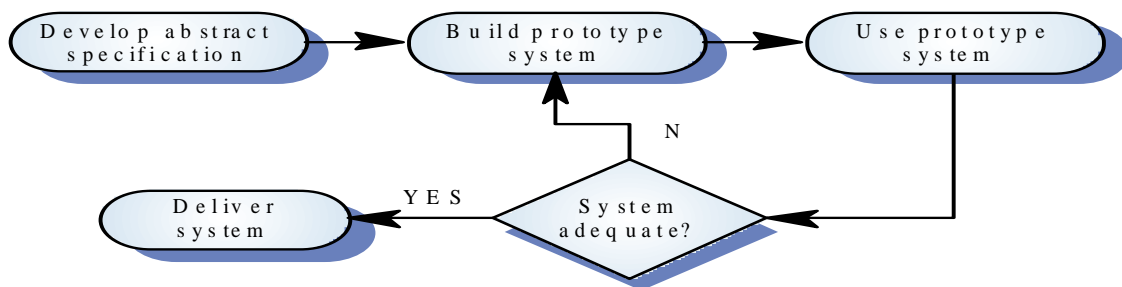 Develop abstract
specification
Build prototype
system
Use prototype
system
N
YES
Deliver
system
System
adequate?